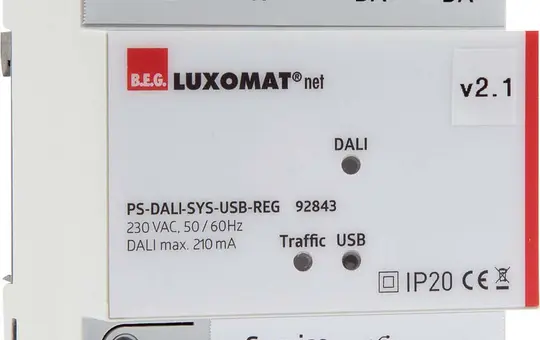 B.E.G. LUXOMAT® net
v2.1
DALI
PS-DALI-SYS-USB-REG 92843
230 VAC, 50 / 60Hz
DALI max. 210 mA
Traffic USB
IP20 CE